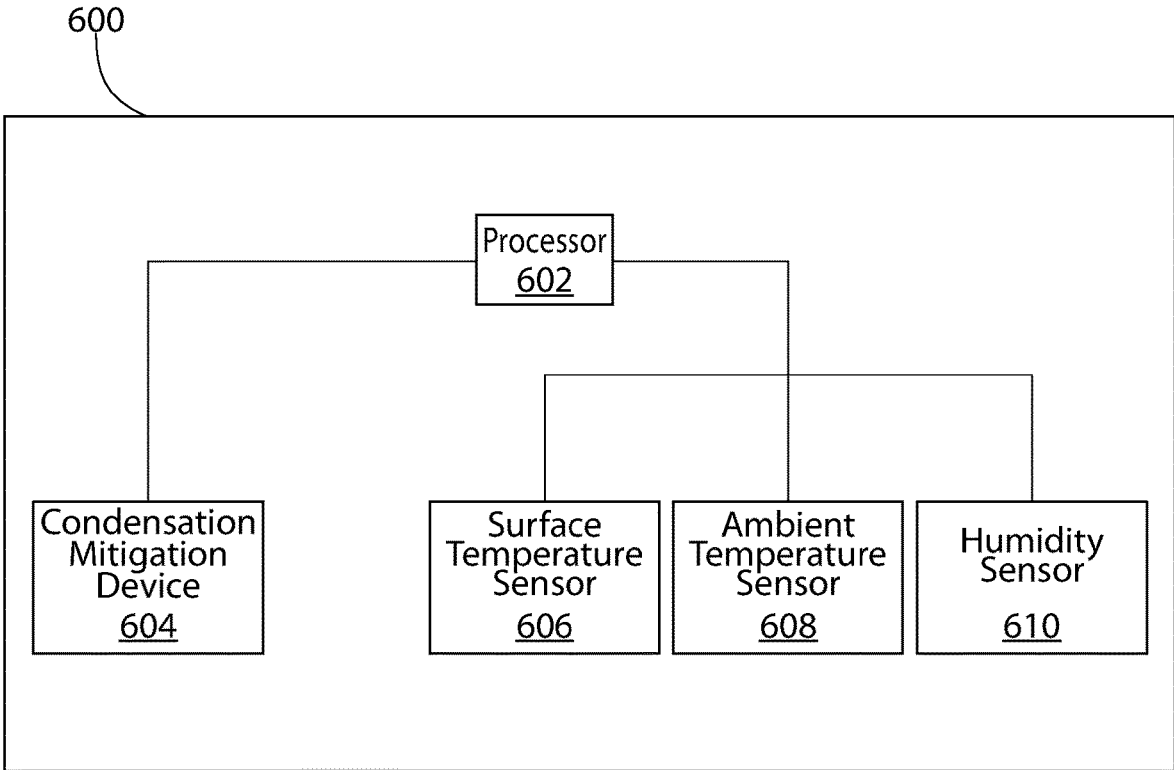 600
Processor
602
Condensation
Mitigation
Device
604
Surface
Temperature
Sensor
606
Ambient
Temperature
Sensor
608
Humidity
Sensor
610